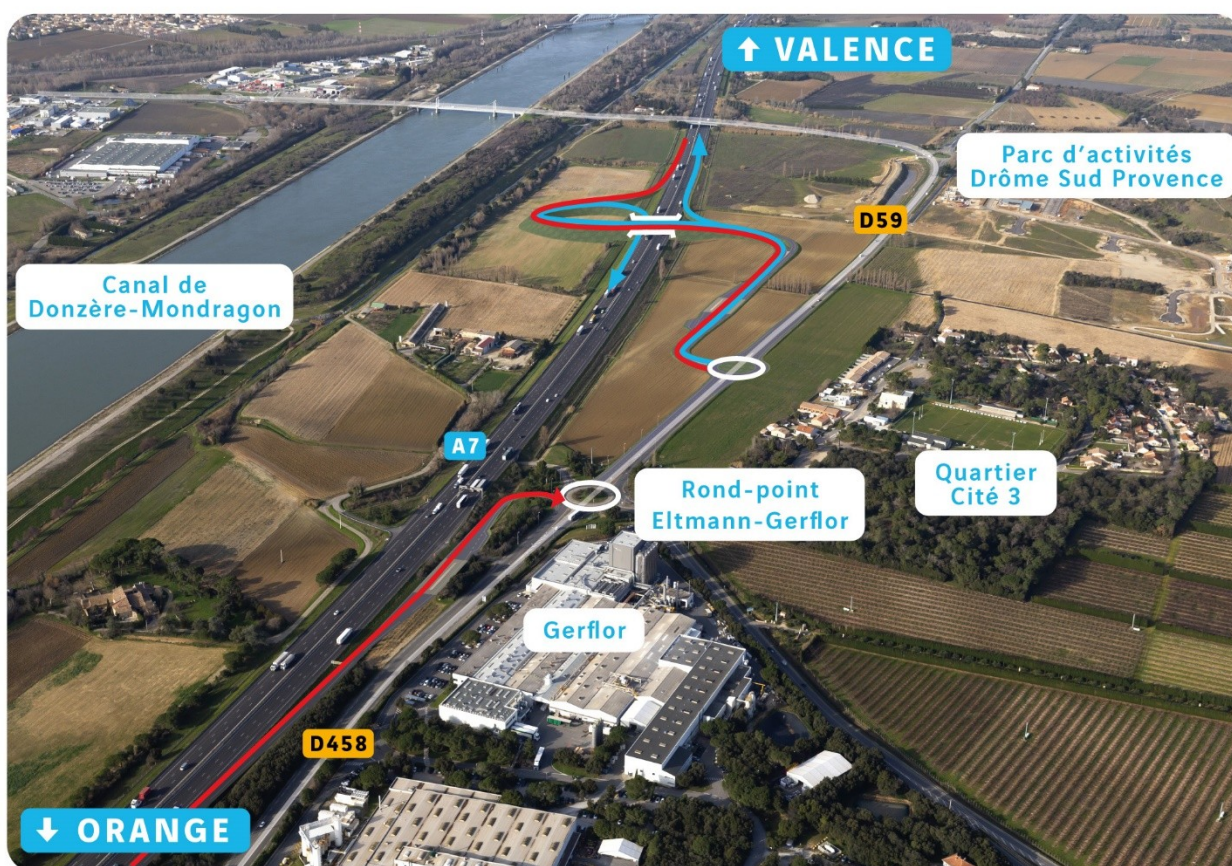 ↑ VALENCE
Parc d'activités
Drôme Sud Provence
D59
Canal de
Donzère-Mondragon
A7
Rond-point
Eltmann-Gerflor
Quartier
Cité 3
Gerflor
D458
↓ ORANGE